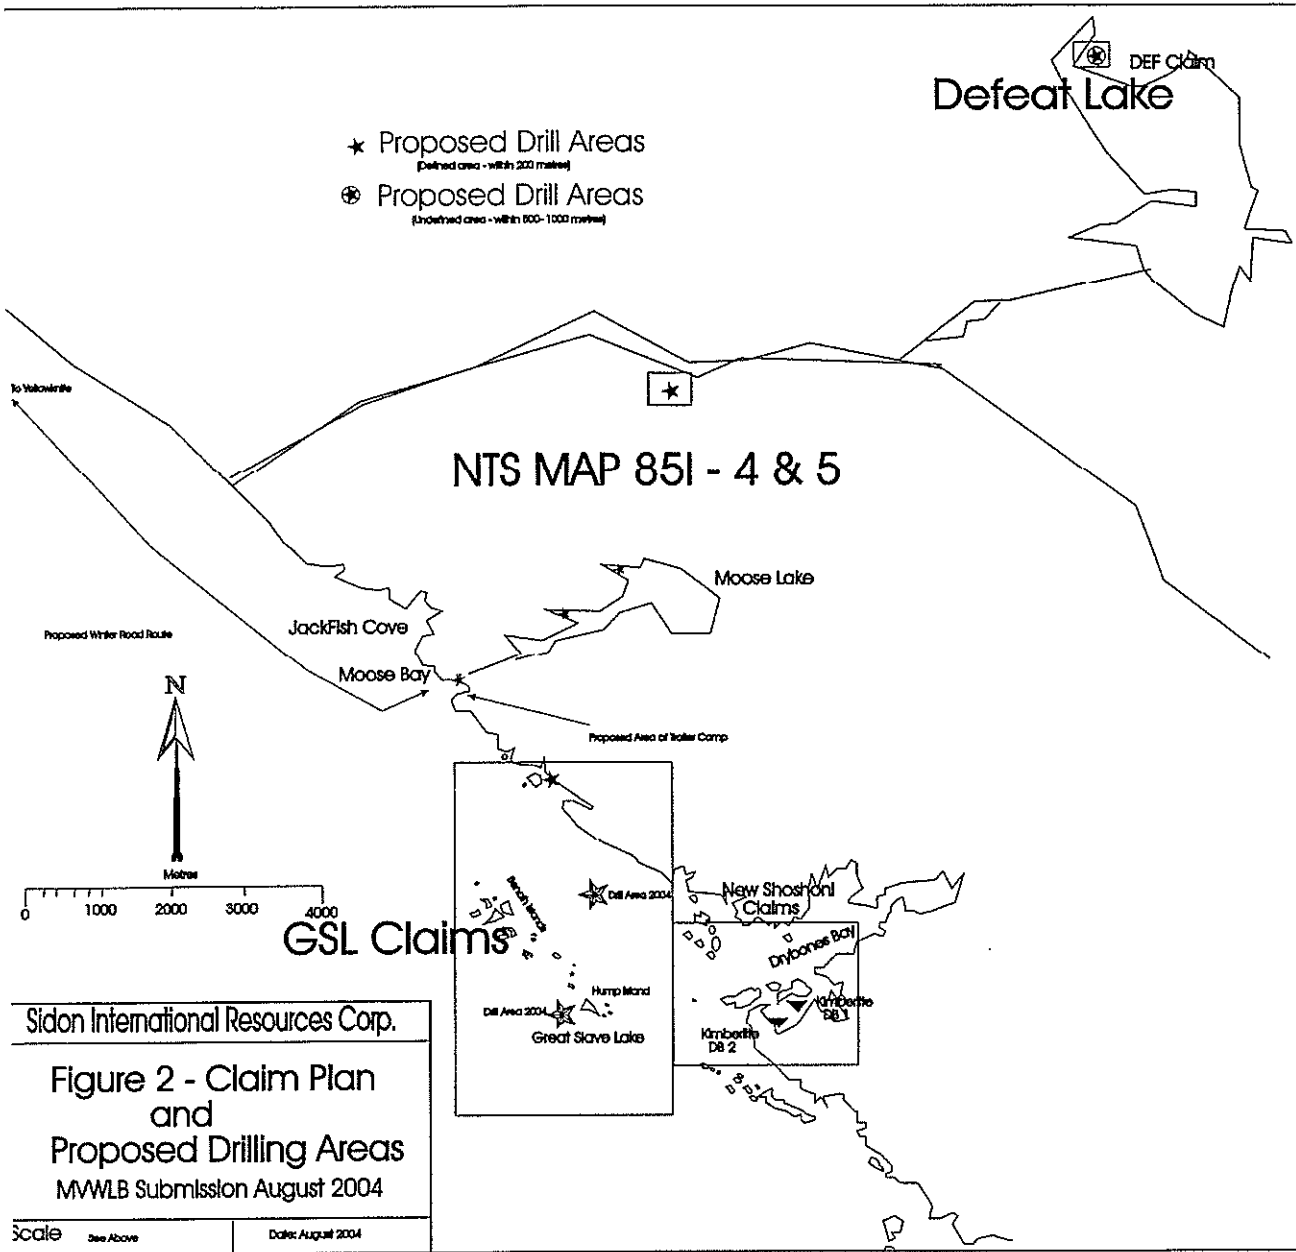 DEF Claim
Defeat Lake
Proposed Drill Areas
(Defined area - within 200 metres)
Proposed Drill Areas
(Undefined area - within 500- 1000 metres)
To Yellowknife
NTS MAP 85I - 4 & 5
Moose Lake
JackFish Cove
Proposed Winter Road Route
Moose Bay
N
Proposed Area of Trailer Camp
Metres
0 1000 2000 3000 4000
Benoah Islands
Drill Area 2004
New Shoshoni
Claims
GSL Claims
Drybones Bay
Hump Island
Drill Area 2004
Great Slave Lake
Kimberlite
DB 1
Kimberlite
DB 2
Sidon International Resources Corp.
Figure 2 - Claim Plan
and
Proposed Drilling Areas
MVWLB Submission August 2004
Scale See Above
Date: August 2004